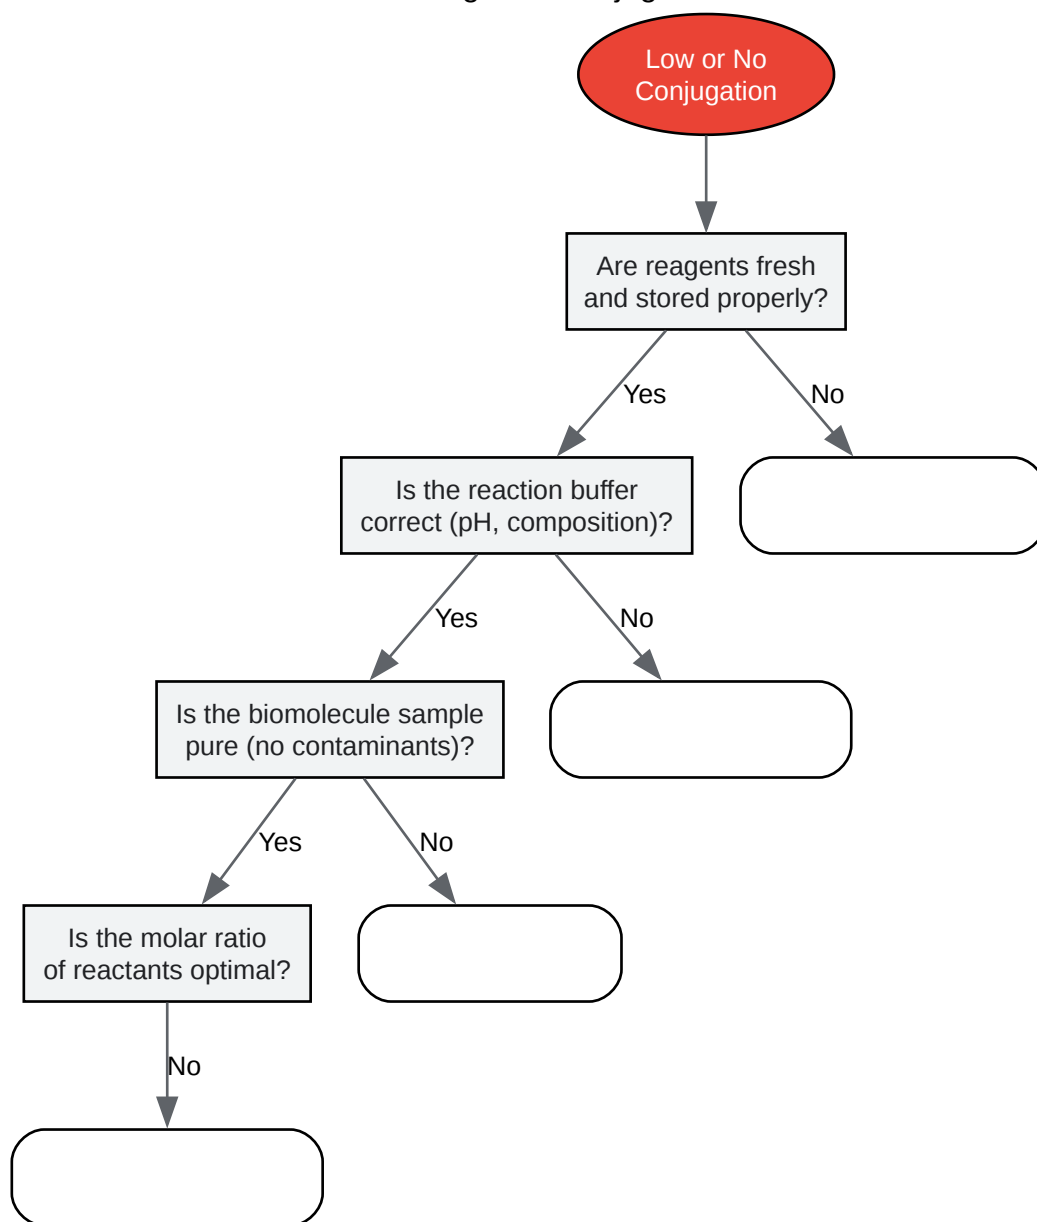 Low or No
Conjugation
Are reagents fresh
and stored properly?
Yes
No
Is the reaction buffer
correct (pH, composition)?
Yes
No
Is the biomolecule sample
pure (no contaminants)?
Yes
No
Is the molar ratio
of reactants optimal?
No